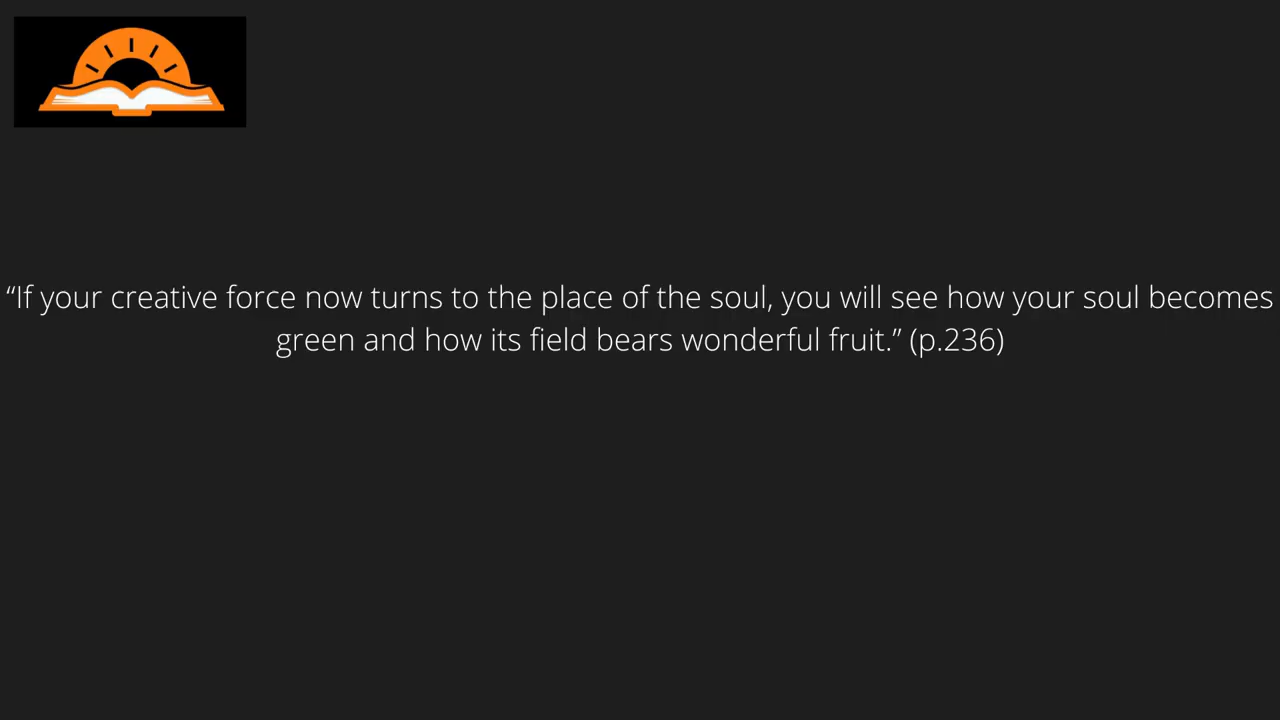 “If your creative force now turns to the place of the soul, you will see how your soul becomes
green and how its field bears wonderful fruit.” (p.236)